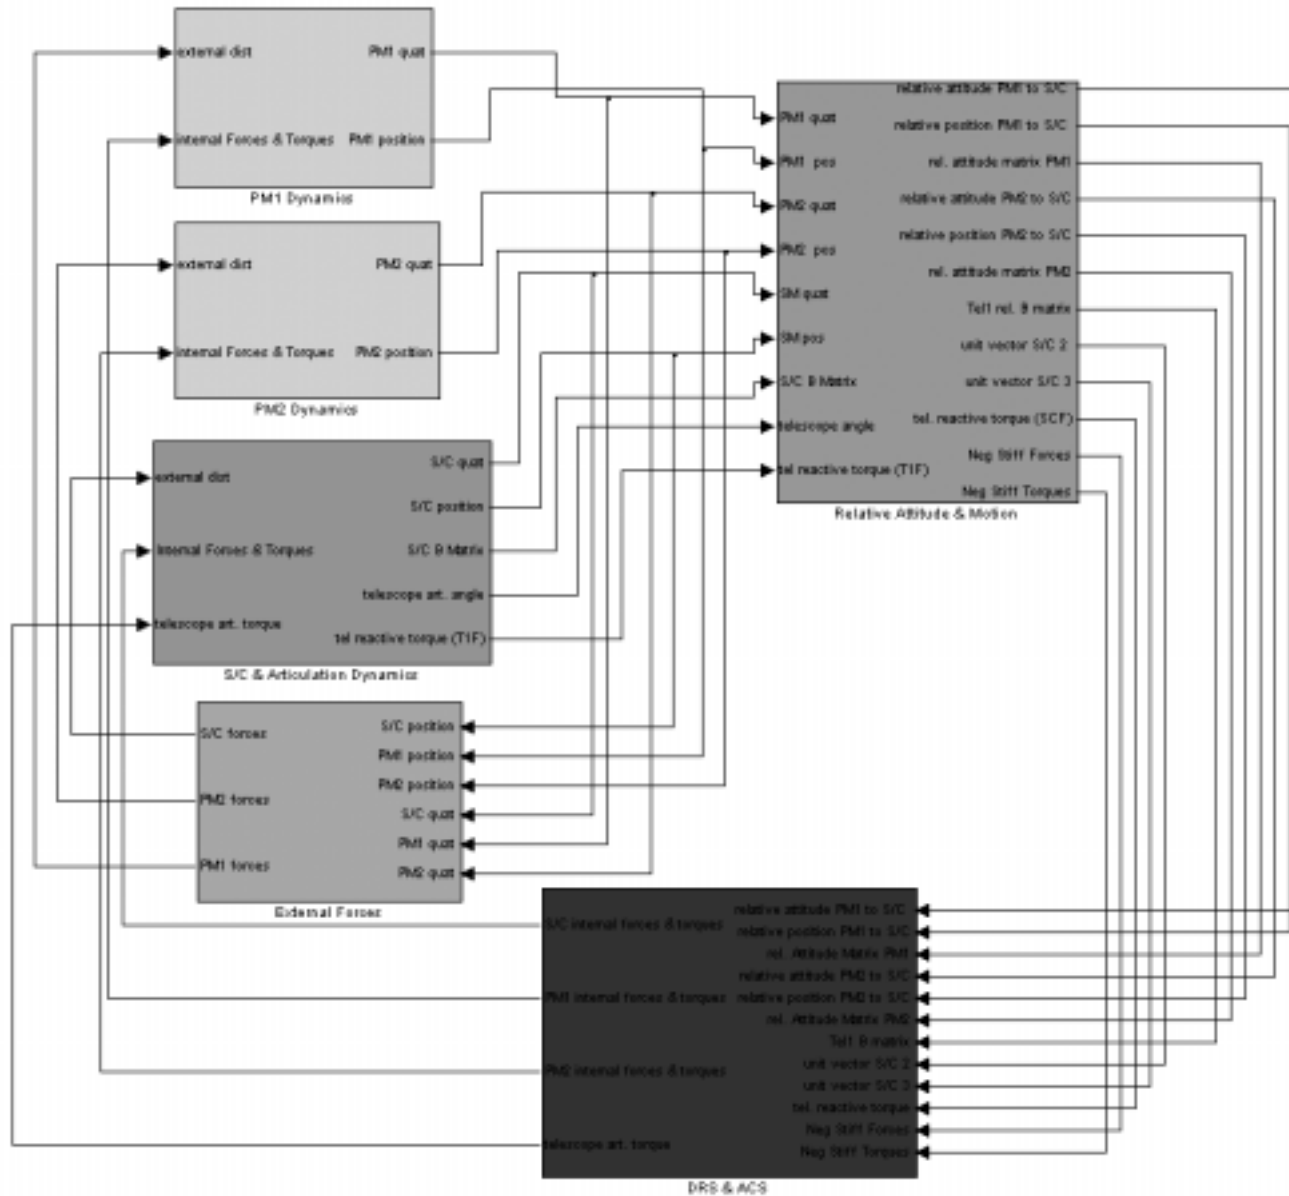 external dist
PM1 quat
internal Forces & Torques
PM1 position
PM1 Dynamics
external dist
PM2 quat
internal Forces & Torques
PM2 position
PM2 Dynamics
external dist
Internal Forces & Torques
telescope art. torque
S/C quat
S/C position
S/C B Matrix
telescope art. angle
tel reactive torque (T1F)
S/C & Articulation Dynamics
S/C forces
PM2 forces
PM1 forces
S/C position
PM1 position
PM2 position
S/C quat
PM1 quat
PM2 quat
External Forces
PM1 quat
PM1 pos
PM2 quat
PM2 pos
SM quat
SM pos
S/C B Matrix
telescope angle
tel reactive torque (T1F)
relative attitude PM1 to S/C
relative position PM1 to S/C
rel. attitude matrix PM1
relative attitude PM2 to S/C
relative position PM2 to S/C
rel. attitude matrix PM2
Tel1 rel. B matrix
unit vector S/C 2
unit vector S/C 3
tel. reactive torque (SCF)
Neg Stiff Forces
Neg Stiff Torques
Relative Attitude & Motion
S/C internal forces & torques
PM1 internal forces & torques
PM2 internal forces & torques
telescope art. torque
relative attitude PM1 to S/C
relative position PM1 to S/C
rel. Attitude Matrix PM1
relative attitude PM2 to S/C
relative position PM2 to S/C
rel. Attitude Matrix PM2
Tel1 B matrix
unit vector S/C 2
unit vector S/C 3
tel. reactive torque
Neg Stiff Forces
Neg Stiff Torques
DRS & ACS